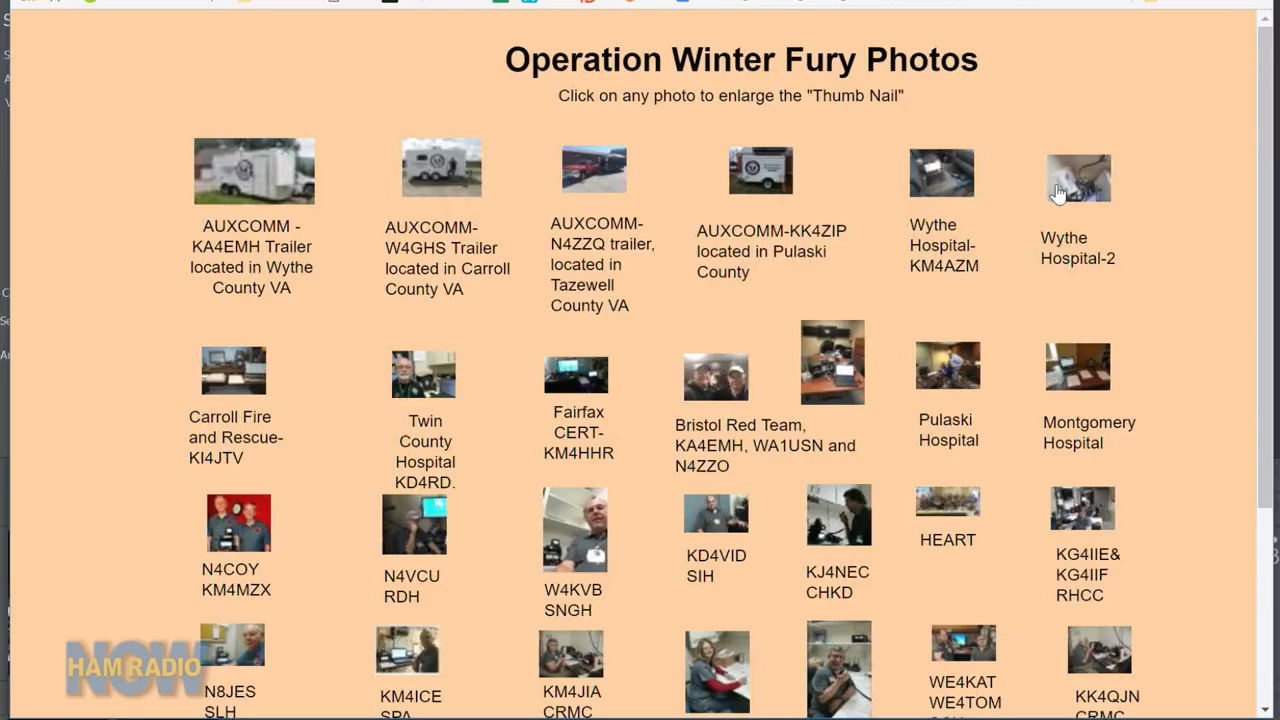 Operation Winter Fury Photos
Click on any photo to enlarge the "Thumb Nail"
AUXCOMM -
KA4EMH Trailer
located in Wythe
County VA
AUXCOMM-
W4GHS Trailer
located in Carroll
County VA
AUXCOMM-
N4ZZQ trailer,
located in
Tazewell
County VA
AUXCOMM-KK4ZIP
located in Pulaski
County
Wythe
Hospital-
KM4AZM
Wythe
Hospital-2
Carroll Fire
and Rescue-
KI4JTV
Twin
County
Hospital
KD4RD.
Fairfax
CERT-
KM4HHR
Bristol Red Team,
KA4EMH, WA1USN and
N4ZZO
Pulaski
Hospital
Montgomery
Hospital
N4COY
KM4MZX
N4VCU
RDH
W4KVB
SNGH
KD4VID
SIH
KJ4NEC
CHKD
HEART
KG4IIE&
KG4IIF
RHCC
N8JES
SLH
KM4ICE
SPA
KM4JIA
CRMC
WE4KAT
WE4TOM
KK4QJN
CRMC
HAM RADIO
NOW